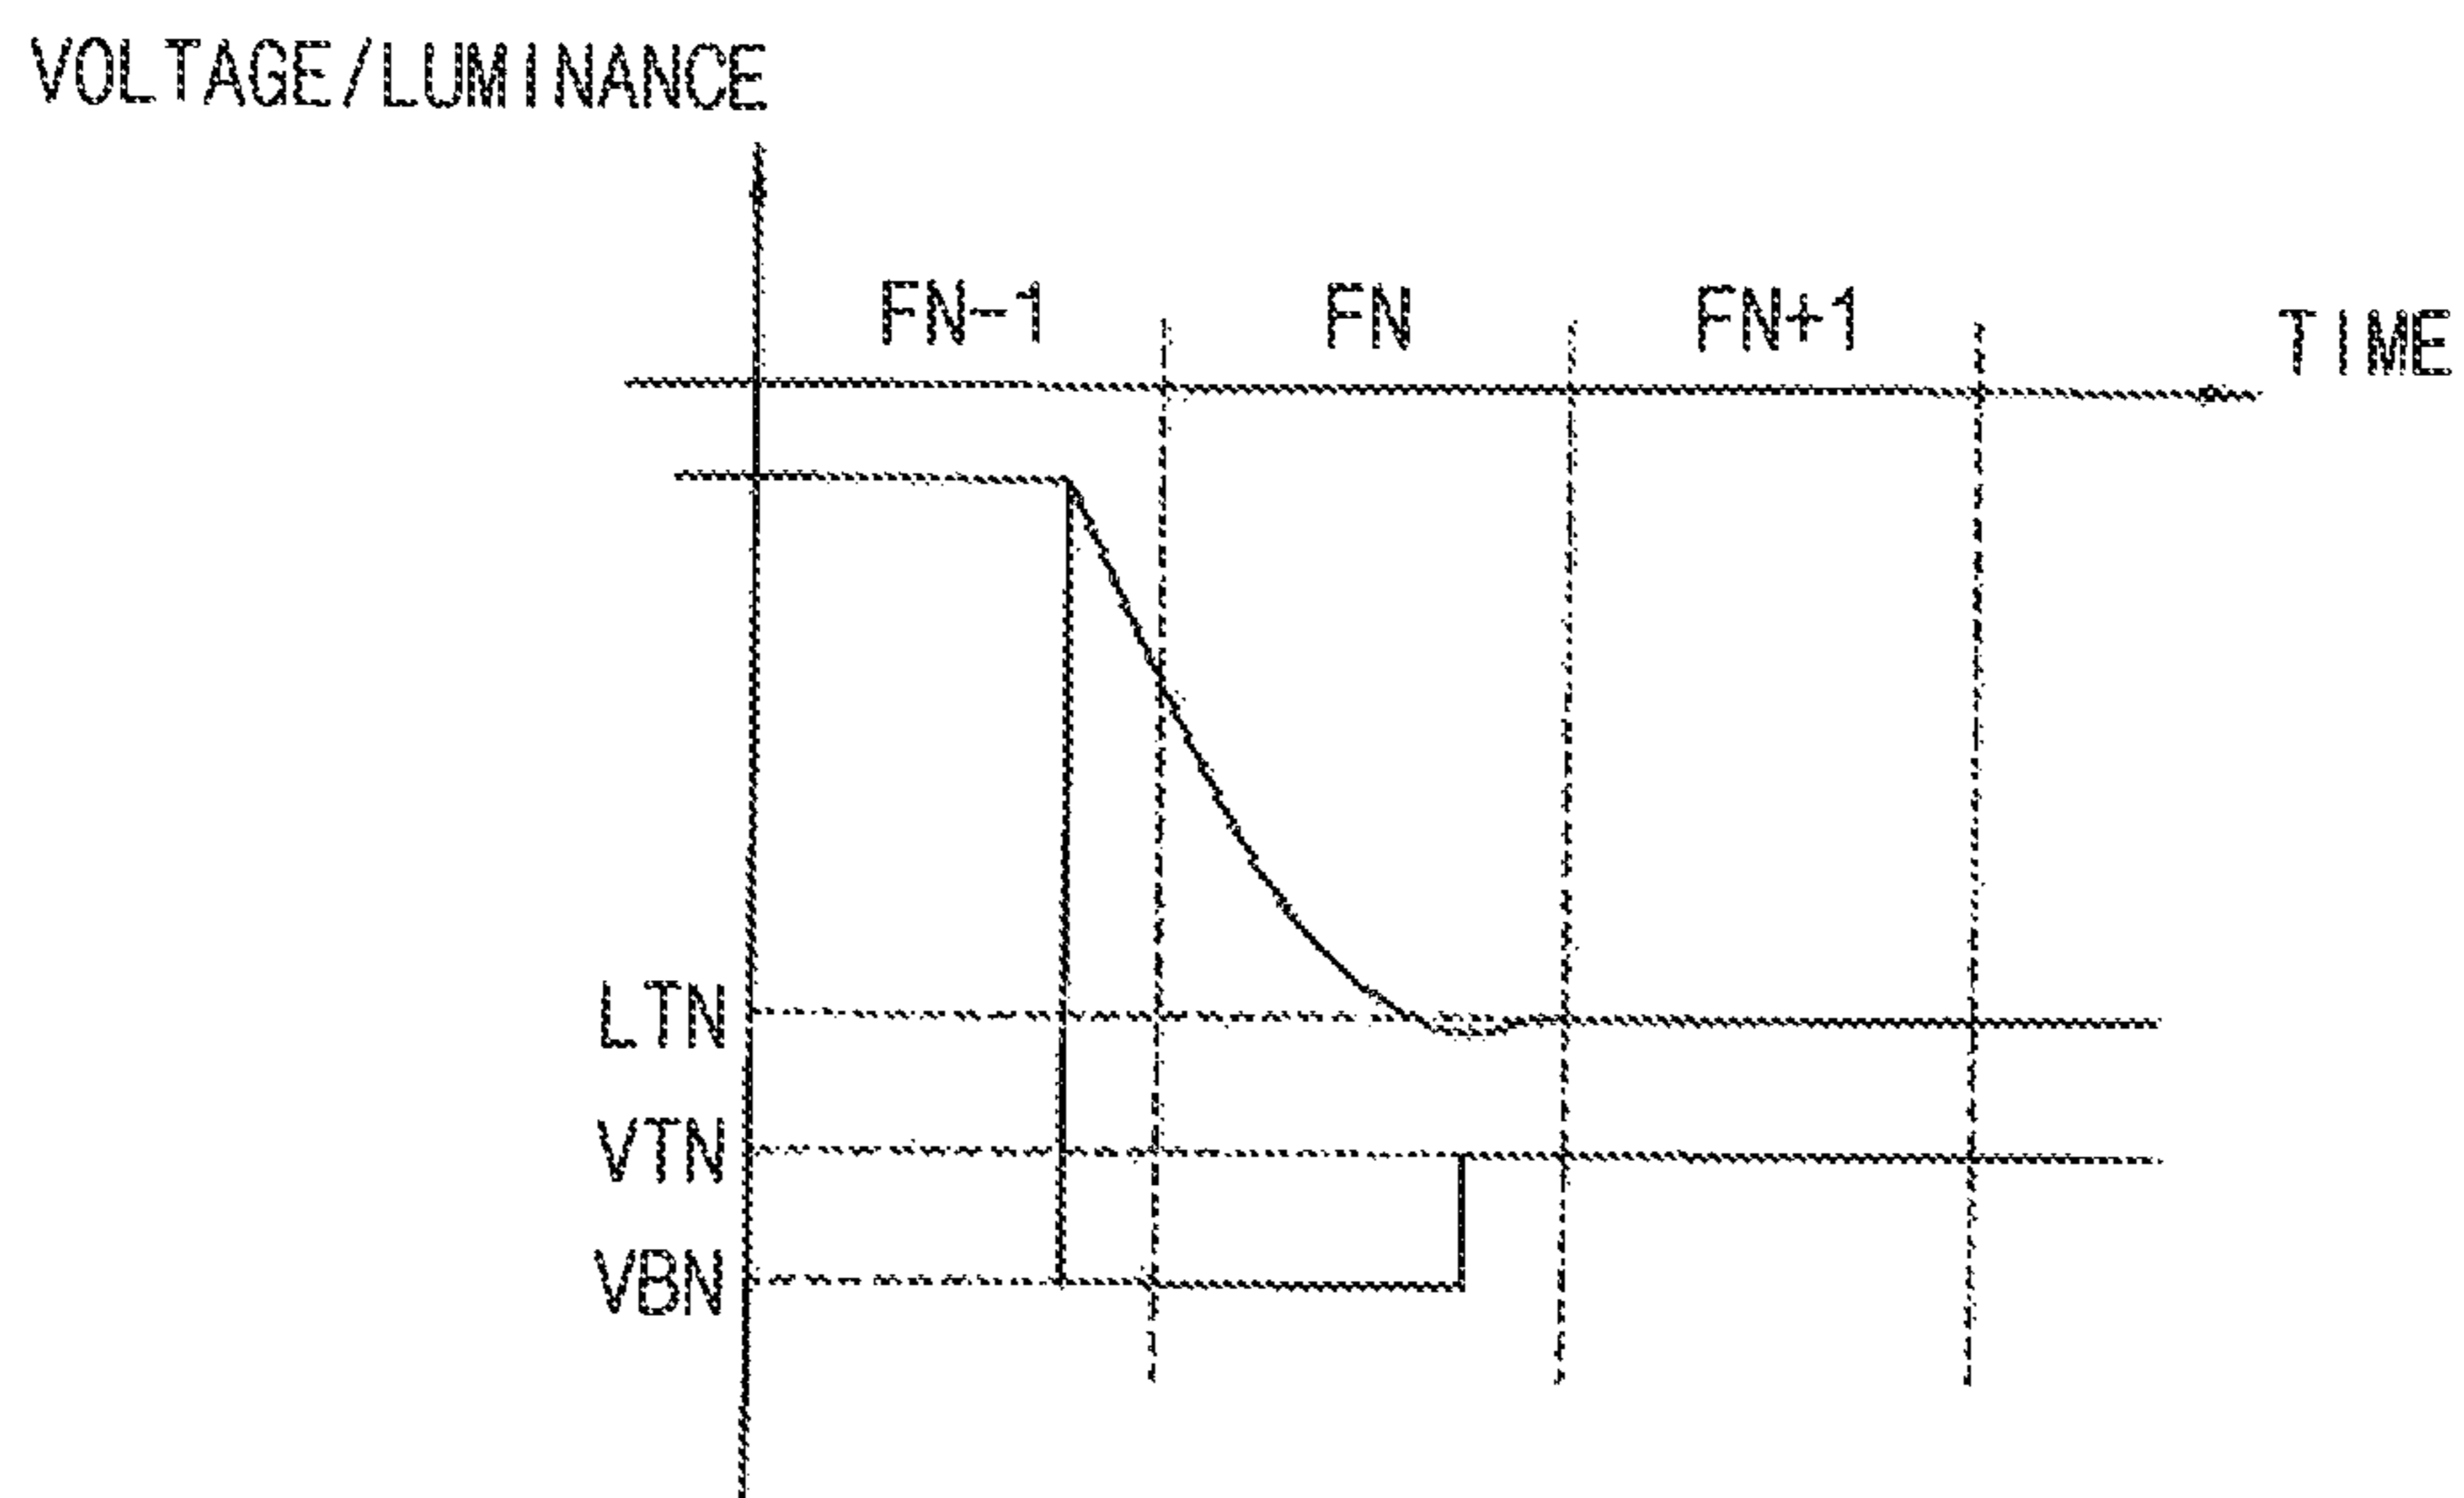 VOLTAGE/LUMINANCE
FN-1 FN FN+1 TIME
LTN
VTN
VBN